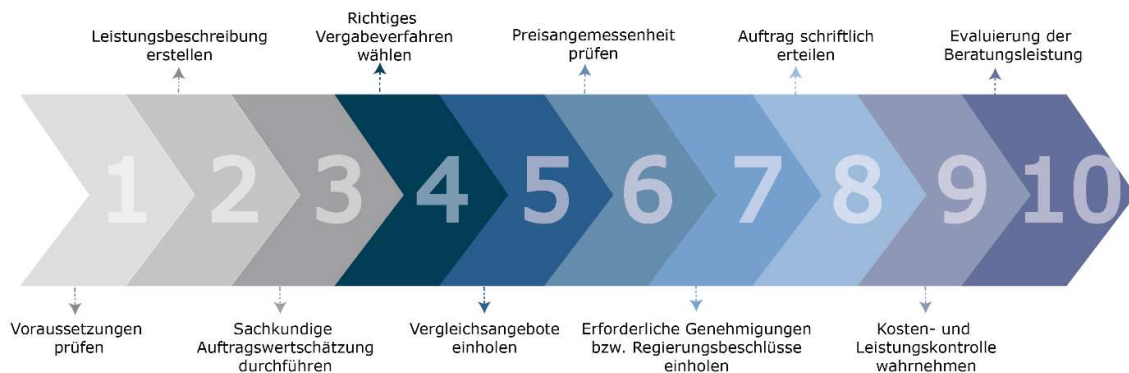 Leistungsbeschreibung
erstellen
Richtiges
Vergabeverfahren
wählen
Preisangemessenheit
prüfen
Auftrag schriftlich
erteilen
Evaluierung der
Beratungsleistung
1 2 3 4 5 6 7 8 9 10
Voraussetzungen
prüfen
Sachkundige
Auftragswertschätzung
durchführen
Vergleichsangebote
einholen
Erforderliche Genehmigungen
bzw. Regierungsbeschlüsse
einholen
Kosten- und
Leistungskontrolle
wahrnehmen